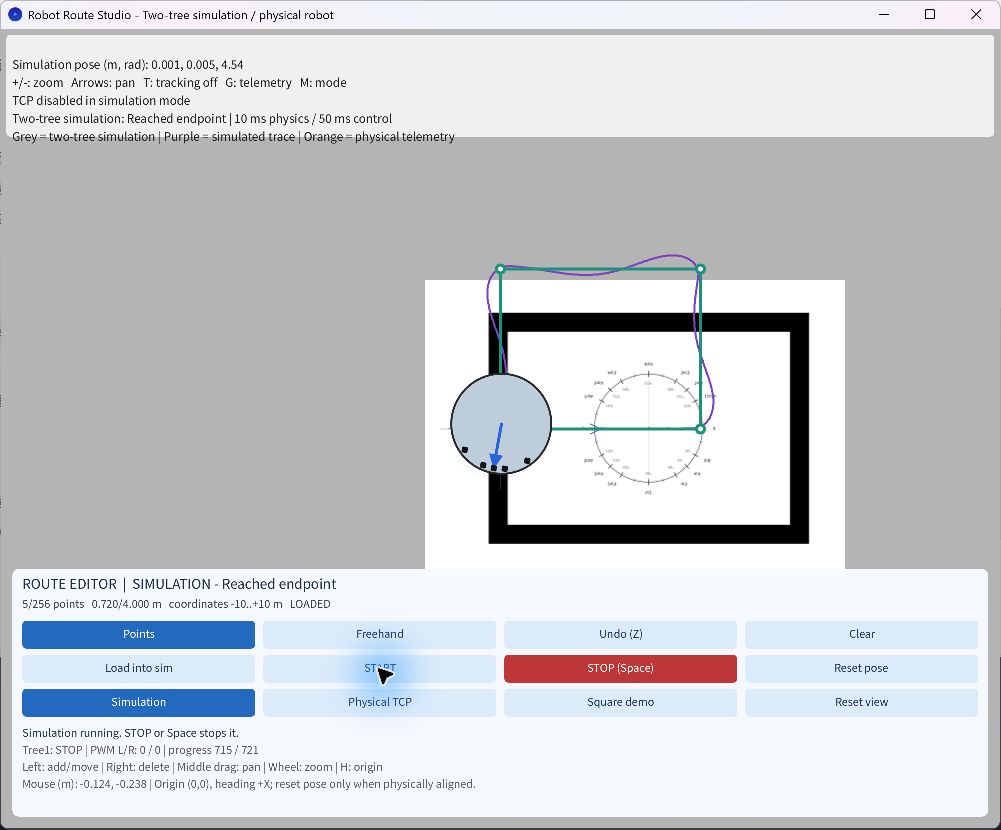 Robot Route Studio - Two-tree simulation / physical robot
Simulation pose (m, rad): 0.001, 0.005, 4.54
+/-: zoom   Arrows: pan   T: tracking off   G: telemetry   M: mode
TCP disabled in simulation mode
Two-tree simulation: Reached endpoint | 10 ms physics / 50 ms control
Grey = two-tree simulation | Purple = simulated trace | Orange = physical telemetry
ROUTE EDITOR | SIMULATION - Reached endpoint
5/256 points   0.720/4.000 m   coordinates -10..+10 m   LOADED
Points   Freehand   Undo (Z)   Clear
Load into sim   START   STOP (Space)   Reset pose
Simulation   Physical TCP   Square demo   Reset view
Simulation running. STOP or Space stops it.
Tree1: STOP | PWM L/R: 0 / 0 | progress 715 / 721
Left: add/move | Right: delete | Middle drag: pan | Wheel: zoom | H: origin
Mouse (m): -0.124, -0.238 | Origin (0,0), heading +X; reset pose only when physically aligned.